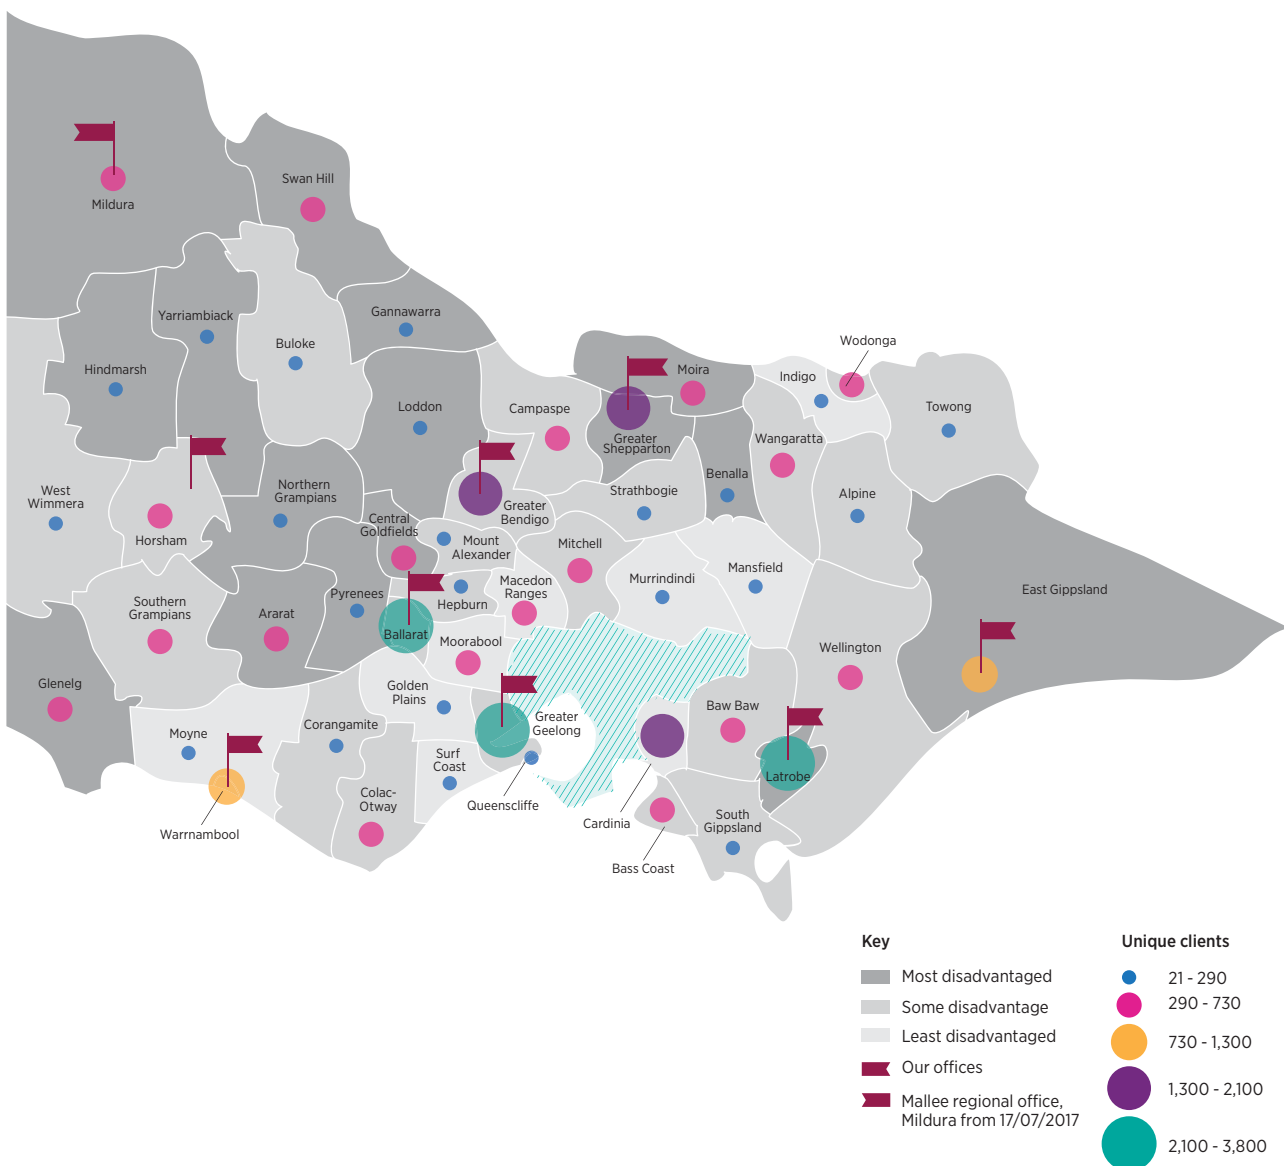 Swan Hill
Mildura
Gannawarra
Yarriambiack
Wodonga
Buluke
Hindmarsh
Moira
Indigo
Loddon
Campaspe
Towong
Greater
Shepparton
Wangaratta
Benalla
Northern
Grampians
West
Wimmera
Strathbogie
Alpine
Greater
Bendigo
Central
Goldfields
Horsham
Mount
Alexander
Mitchell
Mansfield
Murrindindi
Macedon
Ranges
East Gippsland
Pyrenees
Hepburn
Southern
Grampians
Ararat
Ballarat
Moorabool
Wellington
Glenelg
Golden
Plains
Baw Baw
Greater
Geelong
Corangamite
Moyne
Surf
Coast
Latrobe
Colac-
Otway
Queenscliffe
South
Gippsland
Cardinia
Warrnambool
Bass Coast
Key
Most disadvantaged
Some disadvantage
Least disadvantaged
Our offices
Mallee regional office,
Mildura from 17/07/2017
Unique clients
21 - 290
290 - 730
730 - 1,300
1,300 - 2,100
2,100 - 3,800